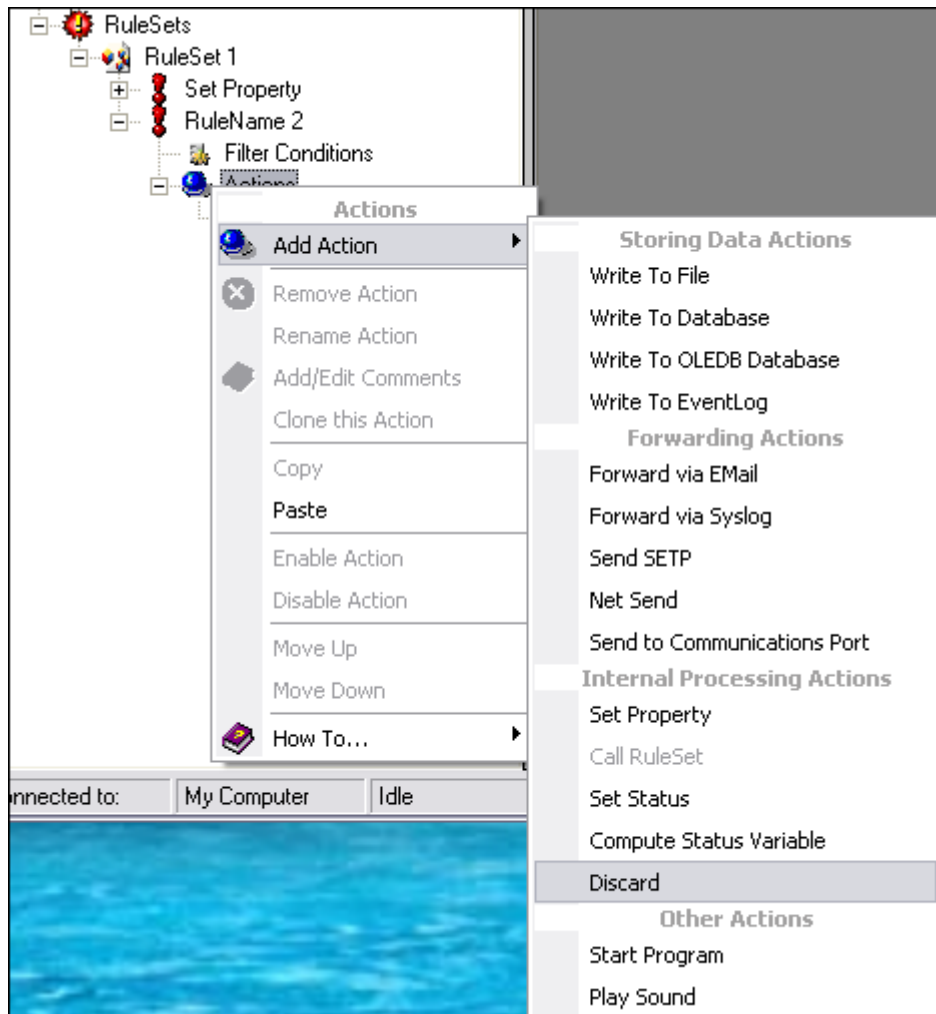 RuleSets
RuleSet 1
Set Property
RuleName 2
Filter Conditions
Actions
Actions
Add Action
Remove Action
Rename Action
Add/Edit Comments
Clone this Action
Copy
Paste
Enable Action
Disable Action
Move Up
Move Down
How To...
Storing Data Actions
Write To File
Write To Database
Write To OLEDB Database
Write To EventLog
Forwarding Actions
Forward via EMail
Forward via Syslog
Send SETP
Net Send
Send to Communications Port
Internal Processing Actions
Set Property
Call RuleSet
Set Status
Compute Status Variable
Discard
Other Actions
Start Program
Play Sound
nnected to: My Computer Idle